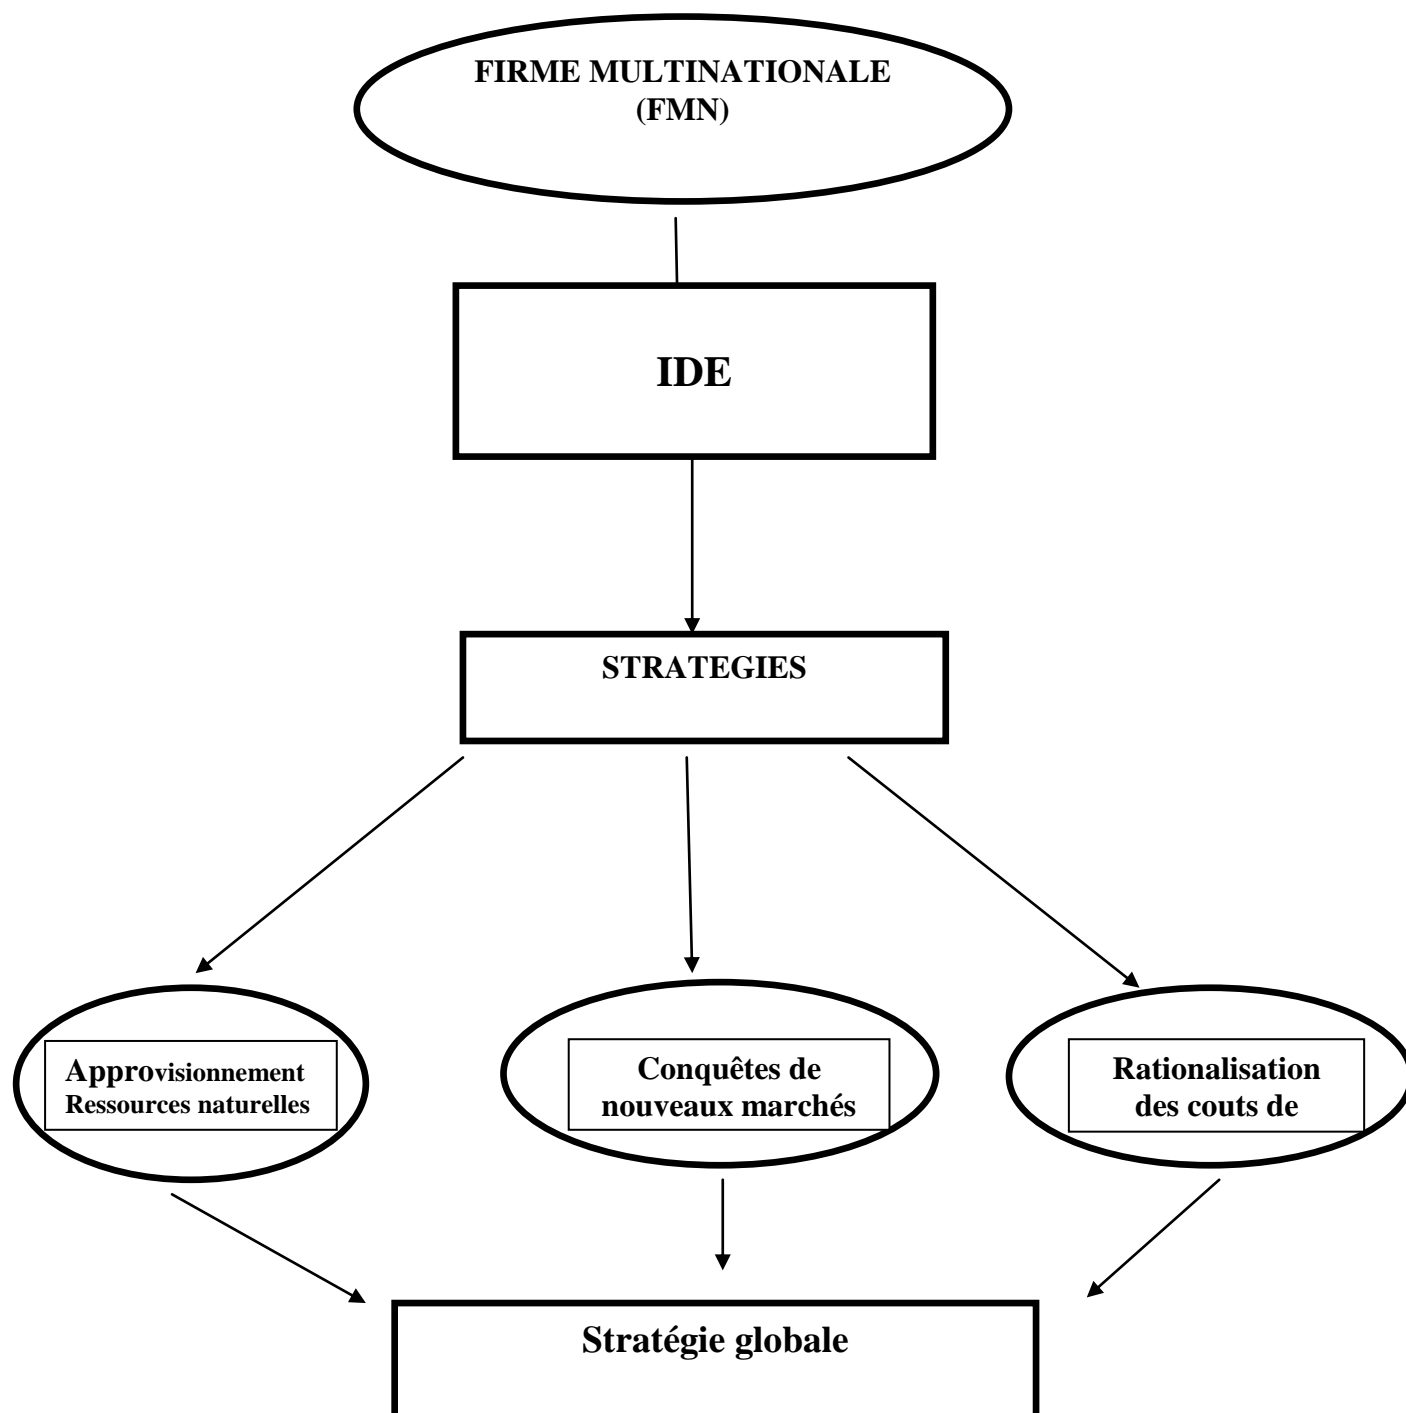 FIRME MULTINATIONALE
(FMN)
IDE
STRATEGIES
Approvisionnement
Ressources naturelles
Conquêtes de
nouveaux marchés
Rationalisation
des couts de
Stratégie globale